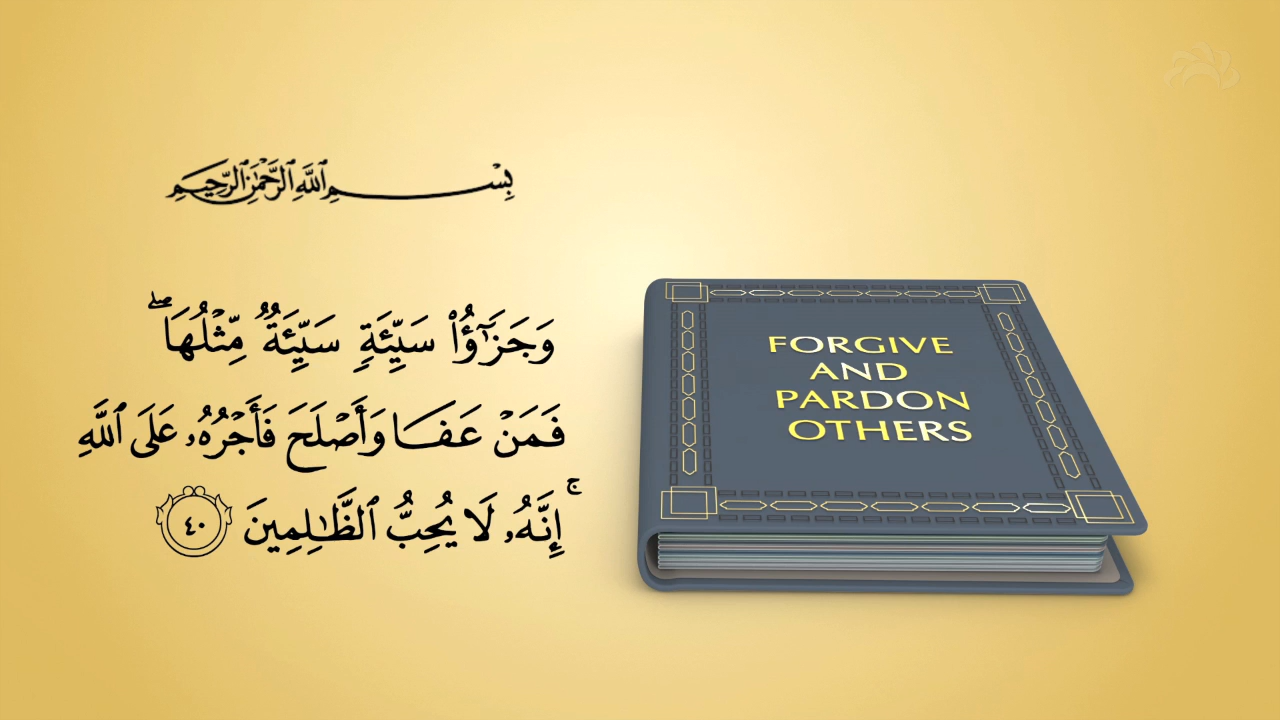 بِسْمِ ٱللَّهِ ٱلرَّحْمَٰنِ ٱلرَّحِيمِ
وَجَزَٰٓؤُا۟ سَيِّئَةٍۢ سَيِّئَةٌۭ مِّثْلُهَا ۖ
فَمَنْ عَفَا وَأَصْلَحَ فَأَجْرُهُۥ عَلَى ٱللَّهِ
ۚ إِنَّهُۥ لَا يُحِبُّ ٱلظَّٰلِمِينَ ٤٠
FORGIVE
AND
PARDON
OTHERS